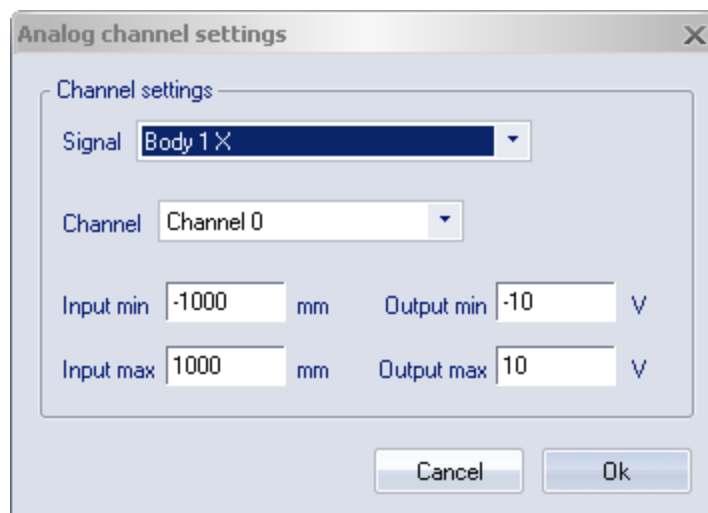 Analog channel settings
Channel settings
Signal Body 1 X
Channel Channel 0
Input min -1000 mm Output min -10 V
Input max 1000 mm Output max 10 V
Cancel Ok